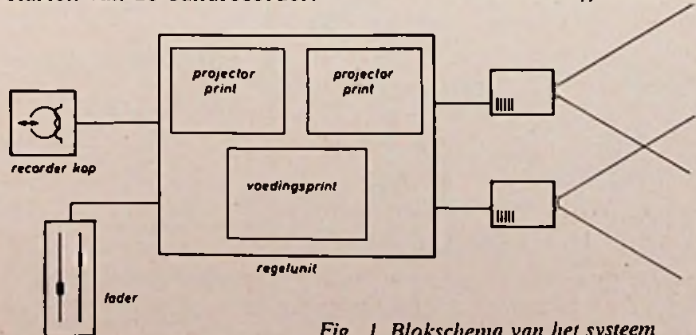 projector
print
projector
print
recorder kop
voedingsprint
regelunit
fader
Fig. 1 Blokschema van het systeem